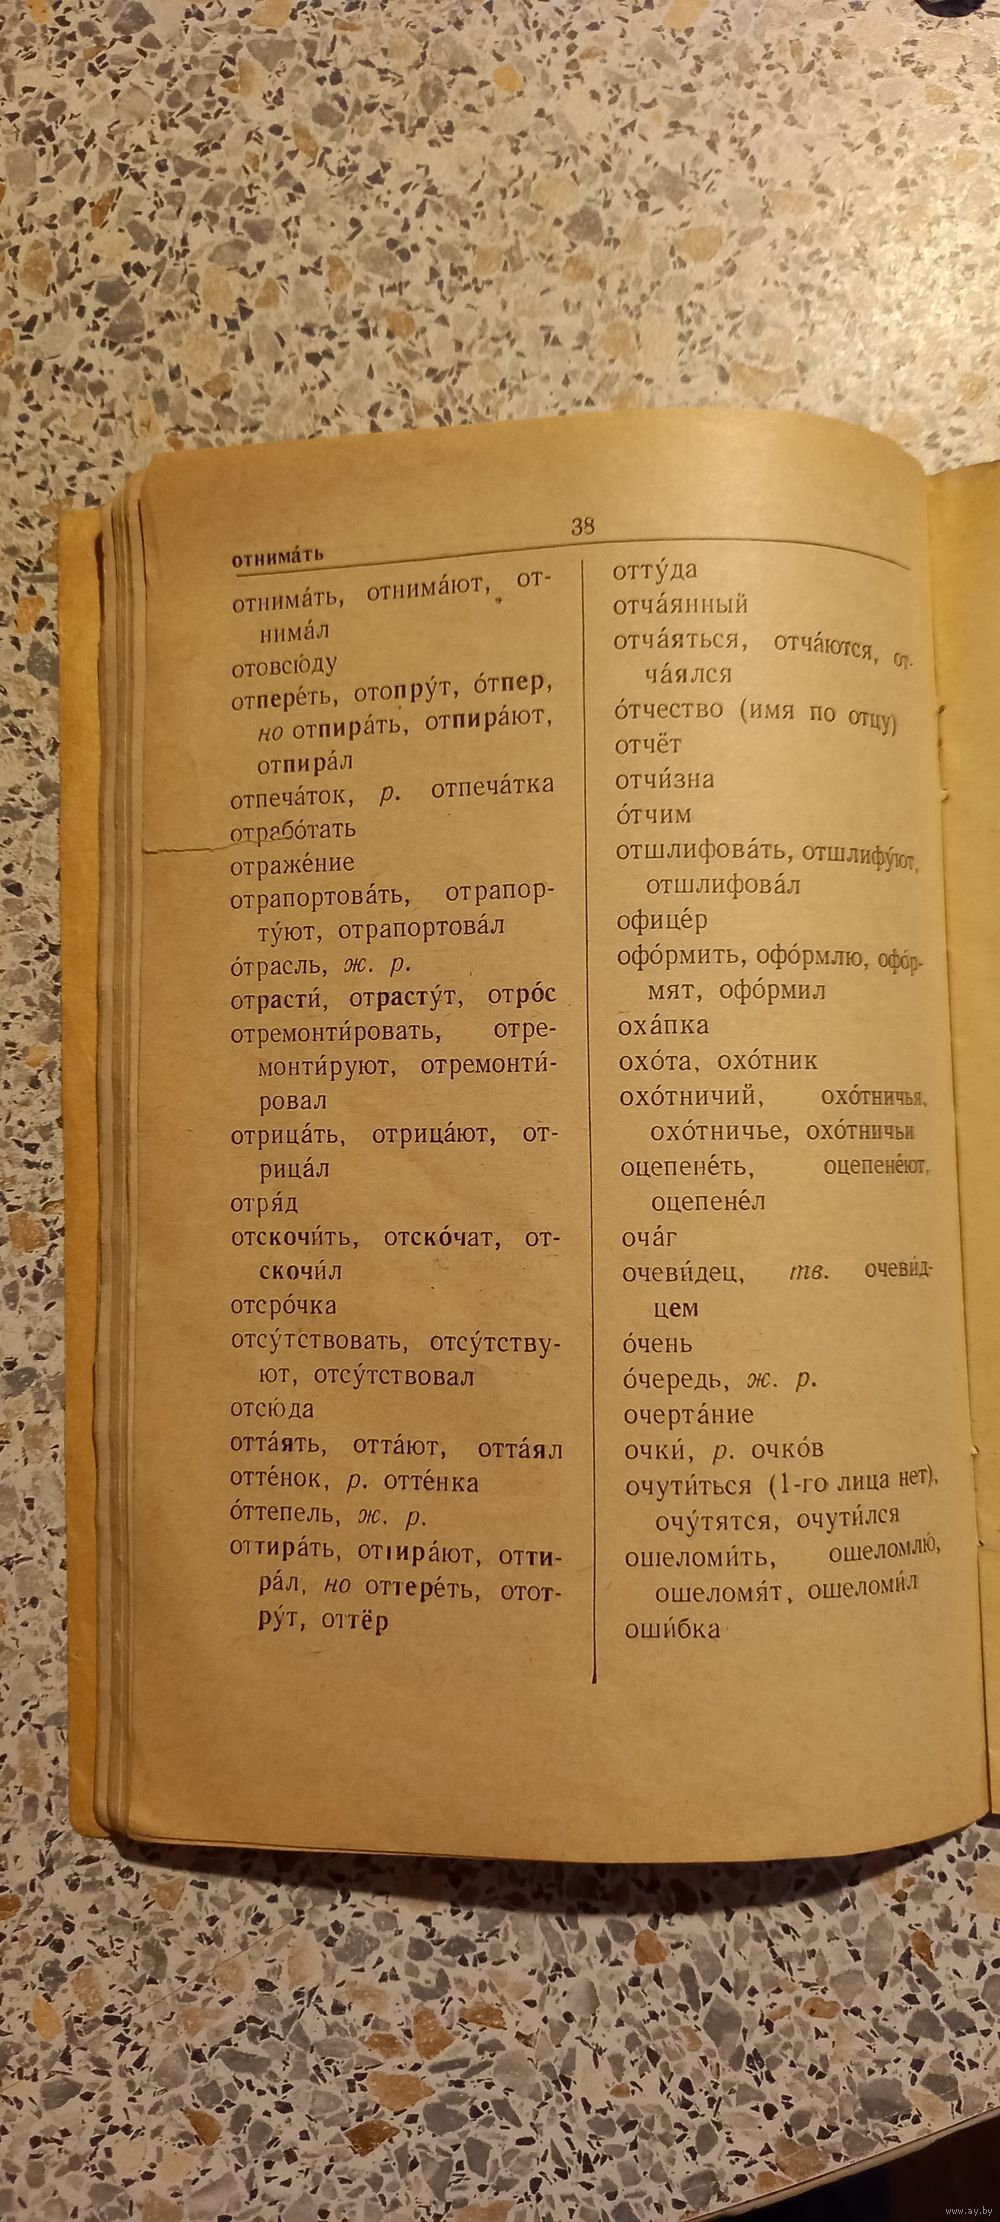 38
отнима́ть
отнима́ть, отнима́ют, от-
нима́л
отовсю́ду
отпере́ть, отопру́т, о́тпер,
но отпира́ть, отпира́ют,
отпира́л
отпеча́ток, р. отпеча́тка
отрабо́тать
отраже́ние
отрапортова́ть, отрапор-
ту́ют, отрапортова́л
о́трасль, ж. р.
отрасти́, отрасту́т, отро́с
отремонти́ровать, отре-
монти́руют, отремонти́-
ровал
отрица́ть, отрица́ют, от-
рица́л
отря́д
отскочи́ть, отско́чат, от-
скочи́л
отсро́чка
отсу́тствовать, отсу́тству-
ют, отсу́тствовал
отсю́да
отта́ять, отта́ют, отта́ял
отте́нок, р. отте́нка
о́ттепель, ж. р.
оттира́ть, оттира́ют, отти-
ра́л, но оттере́ть, отот-
ру́т, оттёр
отту́да
отча́янный
отча́яться, отча́ются, от-
ча́ялся
о́тчество (имя по отцу)
отчёт
отчи́зна
о́тчим
отшлифова́ть, отшлифу́ют,
отшлифова́л
офице́р
офо́рмить, офо́рмлю, офо́р-
мят, офо́рмил
оха́пка
охо́та, охо́тник
охо́тничий, охо́тничья,
охо́тничье, охо́тничьи
оцепене́ть, оцепене́ют,
оцепене́л
оча́г
очеви́дец, тв. очеви́д-
цем
о́чень
о́чередь, ж. р.
очерта́ние
очки́, р. очко́в
очути́ться (1-го лица нет),
очу́тятся, очути́лся
ошеломи́ть, ошеломлю́,
ошеломя́т, ошеломи́л
оши́бка
www.ay.by